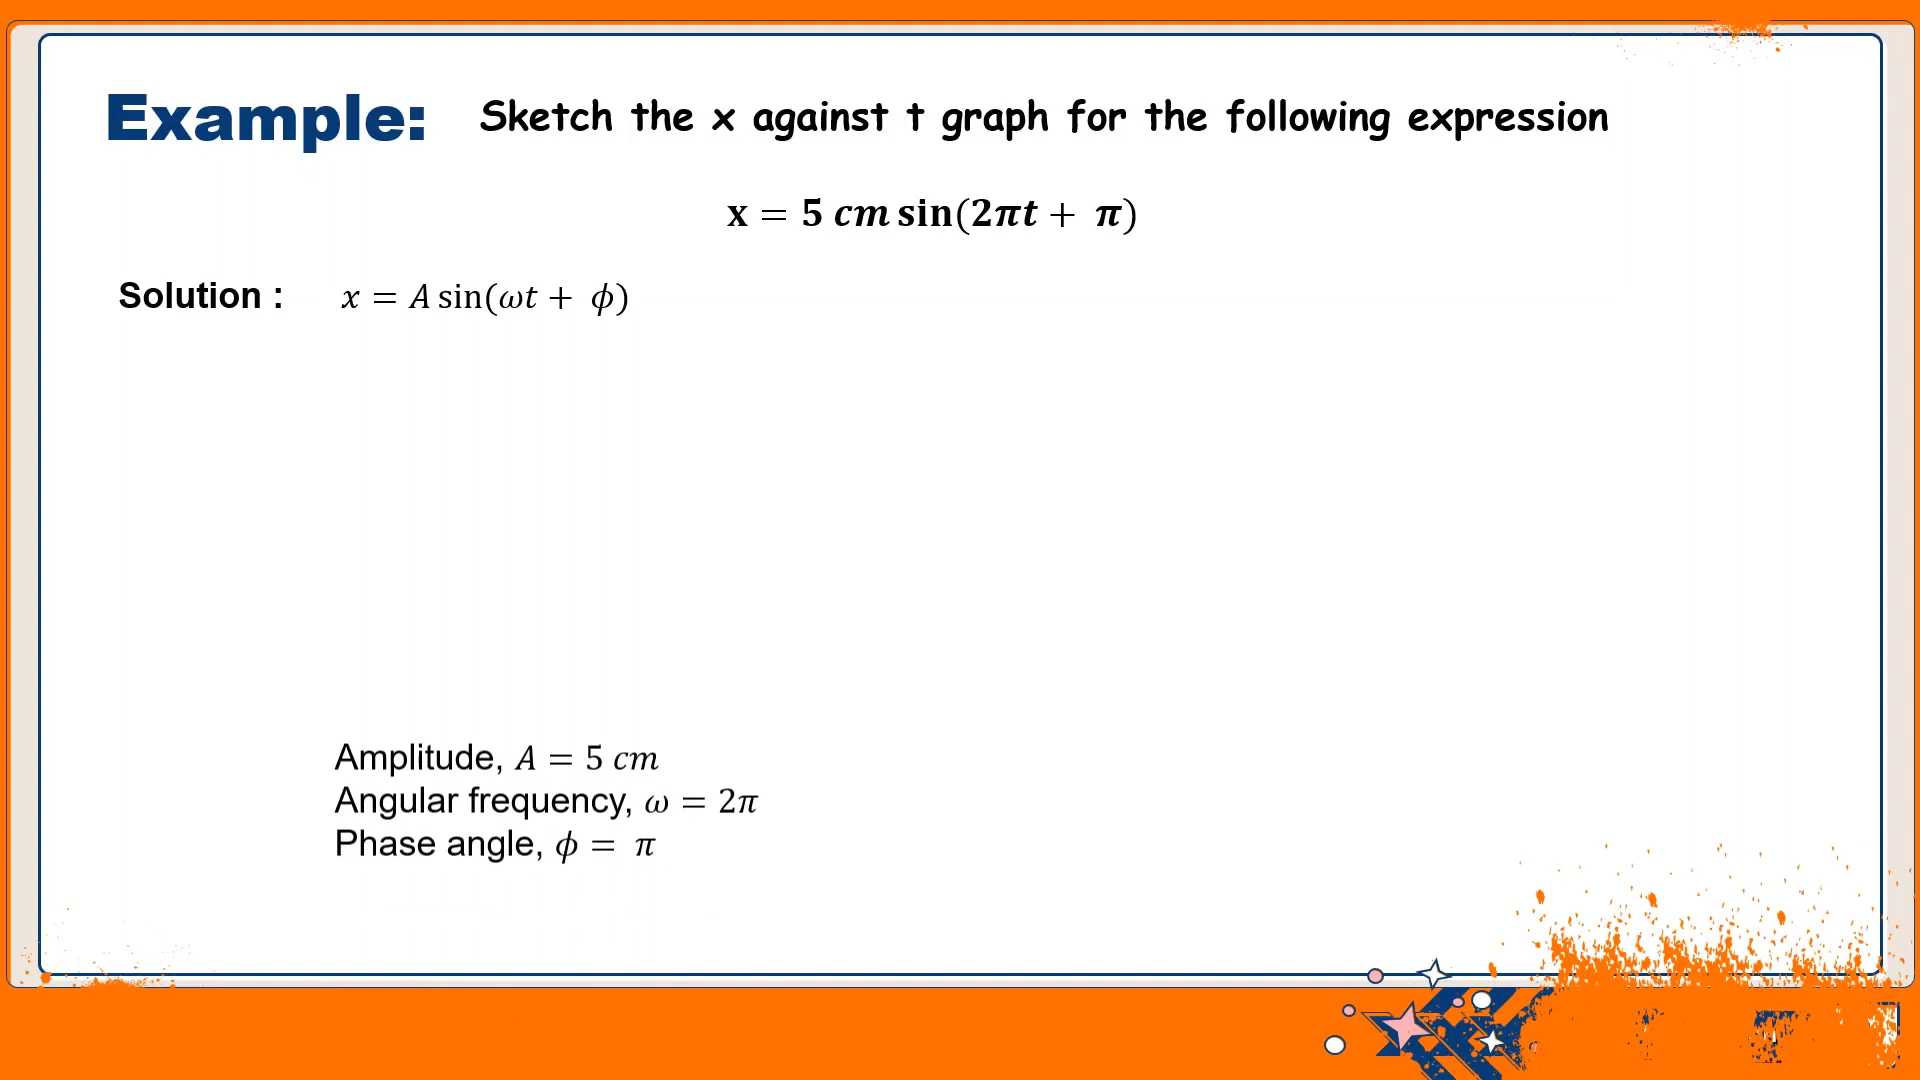 Example: Sketch the x against t graph for the following expression
x = 5 cm sin(2πt + π)
Solution : x = A sin(ωt + ϕ)
Amplitude, A = 5 cm
Angular frequency, ω = 2π
Phase angle, ϕ = π